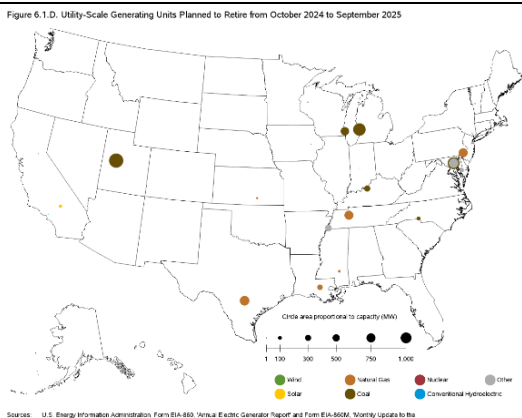 Figure 6.1.D. Utility-Scale Generating Units Planned to Retire from October 2024 to September 2025
Circle area proportional to capacity (MW)
1 100 300 500 750 1,000
Wind Natural Gas Nuclear Other
Solar Coal Conventional Hydroelectric
Sources: U.S. Energy Information Administration, Form EIA-860, 'Annual Electric Generator Report' and Form EIA-860M, 'Monthly Update to the